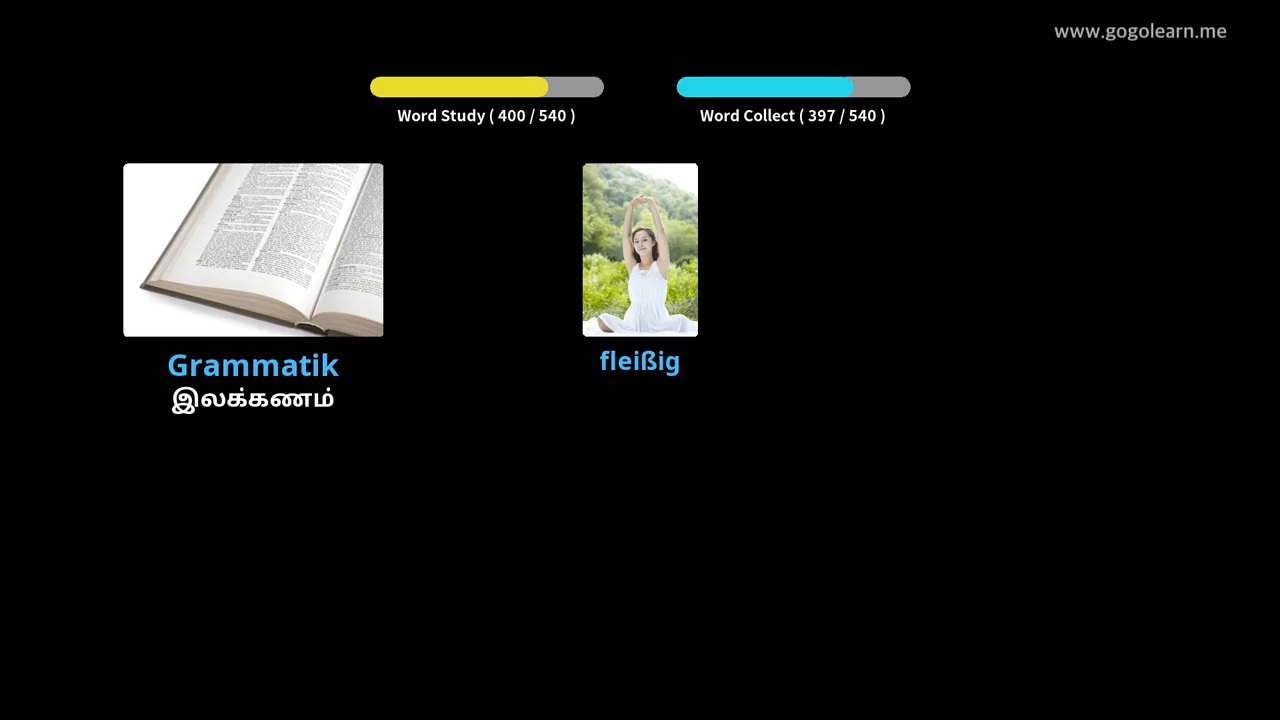 www.gogolearn.me
Word Study ( 400 / 540 )
Word Collect ( 397 / 540 )
Grammatik
இலக்கணம்
fleißig